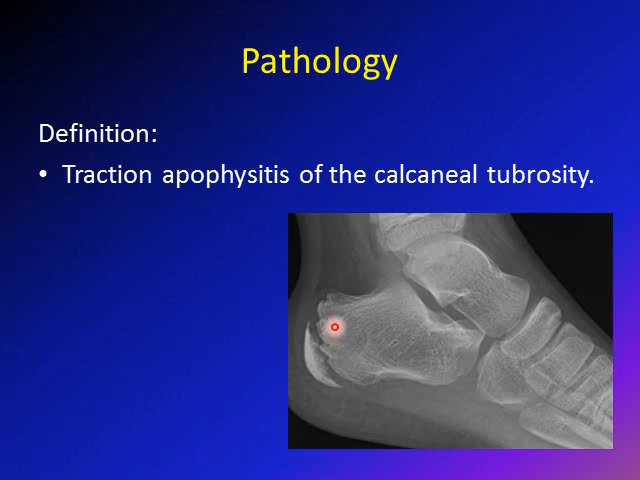 Pathology
Definition:
• Traction apophysitis of the calcaneal tubrosity.